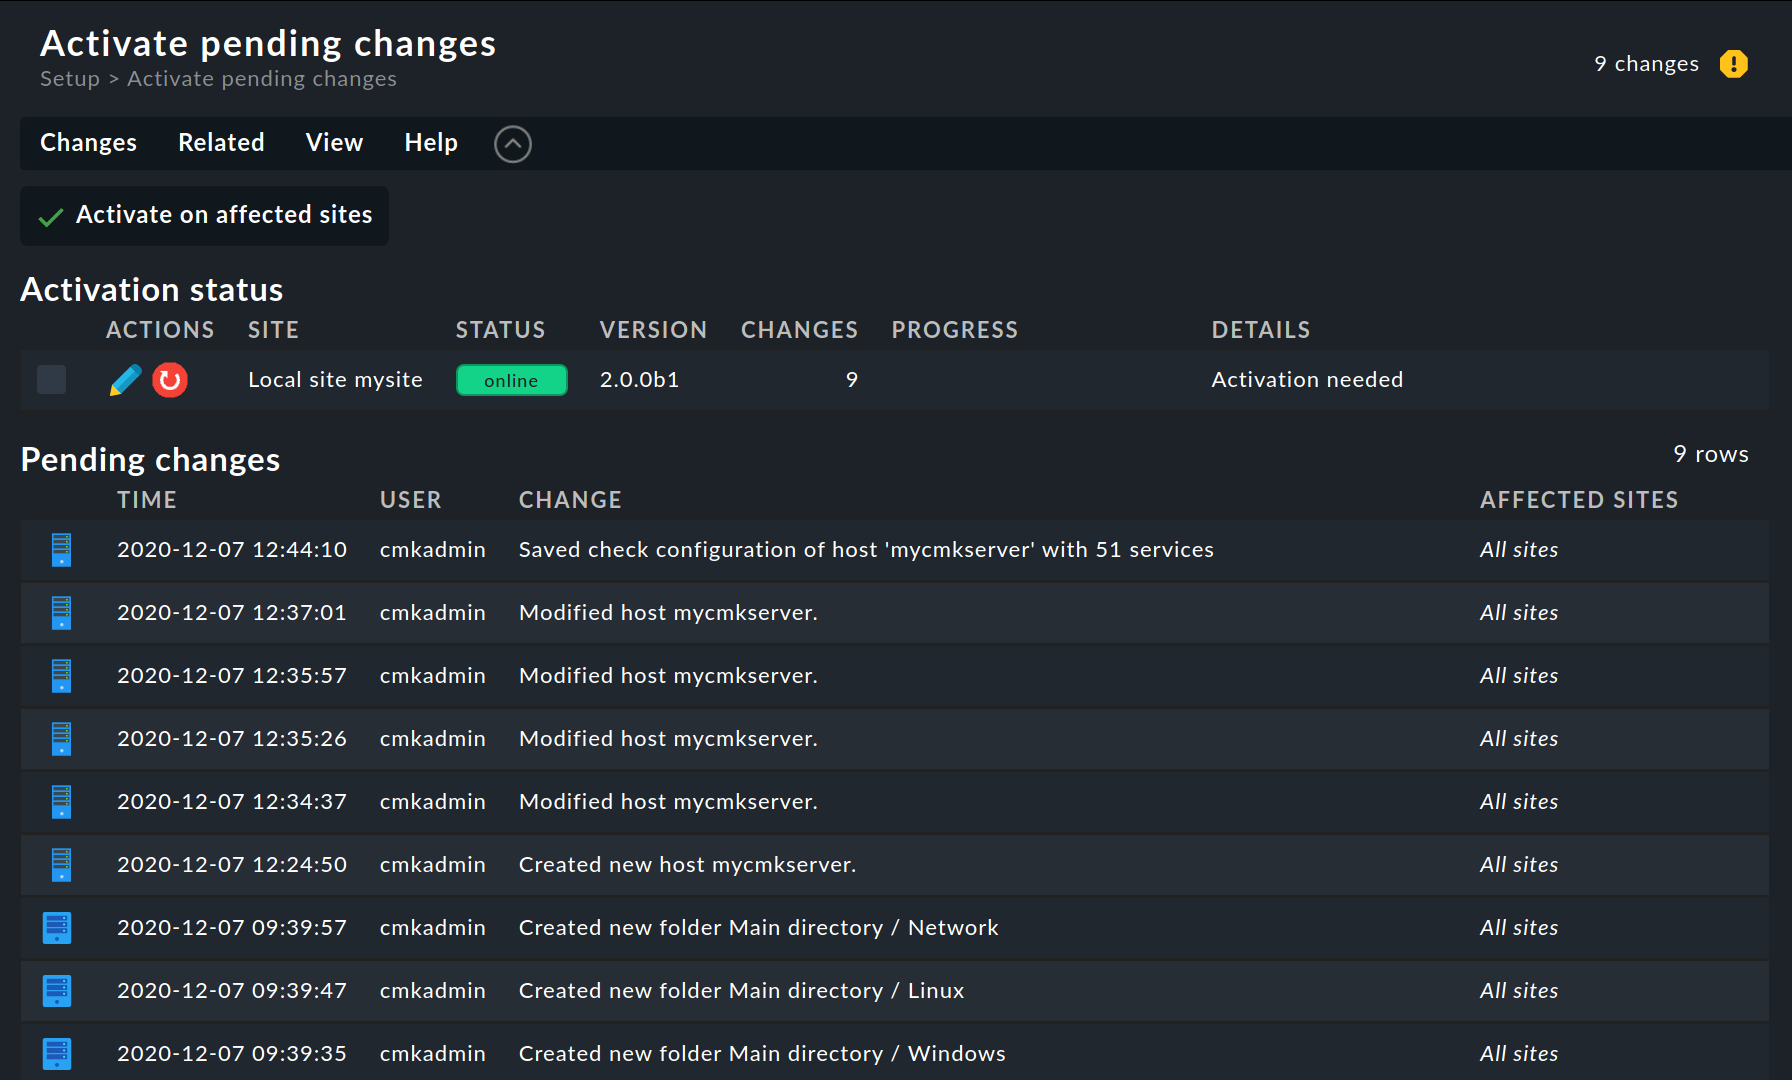 Activate pending changes
Setup > Activate pending changes
9 changes
Changes Related View Help
Activate on affected sites
Activation status
ACTIONS SITE STATUS VERSION CHANGES PROGRESS DETAILS
Local site mysite online 2.0.0b1 9 Activation needed
Pending changes
9 rows
TIME USER CHANGE AFFECTED SITES
2020-12-07 12:44:10 cmkadmin Saved check configuration of host 'mycmkserver' with 51 services All sites
2020-12-07 12:37:01 cmkadmin Modified host mycmkserver. All sites
2020-12-07 12:35:57 cmkadmin Modified host mycmkserver. All sites
2020-12-07 12:35:26 cmkadmin Modified host mycmkserver. All sites
2020-12-07 12:34:37 cmkadmin Modified host mycmkserver. All sites
2020-12-07 12:24:50 cmkadmin Created new host mycmkserver. All sites
2020-12-07 09:39:57 cmkadmin Created new folder Main directory / Network All sites
2020-12-07 09:39:47 cmkadmin Created new folder Main directory / Linux All sites
2020-12-07 09:39:35 cmkadmin Created new folder Main directory / Windows All sites